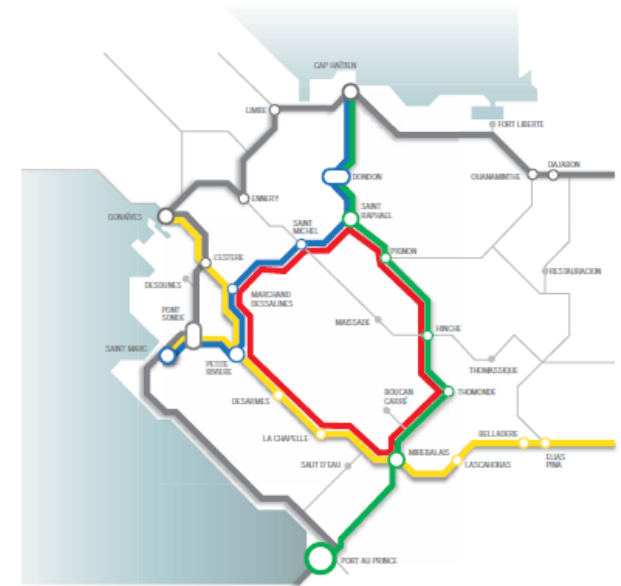 CAP HAÏTIEN
LIMBE
FORT LIBERTE
OUANAMINTHE
DAJABON
DONDON
ENNERY
SAINT
RAPHAEL
GONAÏVES
SAINT
MICHEL
PIGNON
L'ESTERE
RESTAURACION
DESDUNES
MARCHAND
DESSALINES
PONT
SONDE
MAISSADE
HINCHE
SAINT MARC
PETITE
RIVIERE
THOMASSIQUE
DESARMES
BOUCAN
CARRÉ
THOMONDE
LA CHAPELLE
BELLADERE
MIREBALAIS
SAUT D'EAU
LASCAHOBAS
ELIAS
PINA
PORT AU PRINCE